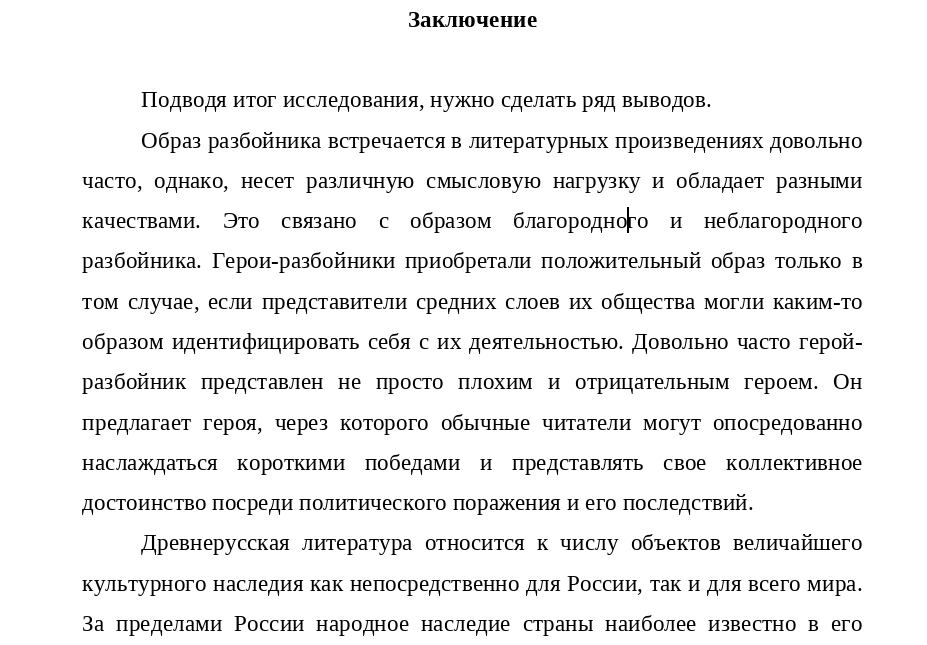 Заключение
Подводя итог исследования, нужно сделать ряд выводов.
Образ разбойника встречается в литературных произведениях довольно
часто, однако, несет различную смысловую нагрузку и обладает разными
качествами. Это связано с образом благородного и неблагородного
разбойника. Герои-разбойники приобретали положительный образ только в
том случае, если представители средних слоев их общества могли каким-то
образом идентифицировать себя с их деятельностью. Довольно часто герой-
разбойник представлен не просто плохим и отрицательным героем. Он
предлагает героя, через которого обычные читатели могут опосредованно
наслаждаться короткими победами и представлять свое коллективное
достоинство посреди политического поражения и его последствий.
Древнерусская литература относится к числу объектов величайшего
культурного наследия как непосредственно для России, так и для всего мира.
За пределами России народное наследие страны наиболее известно в его